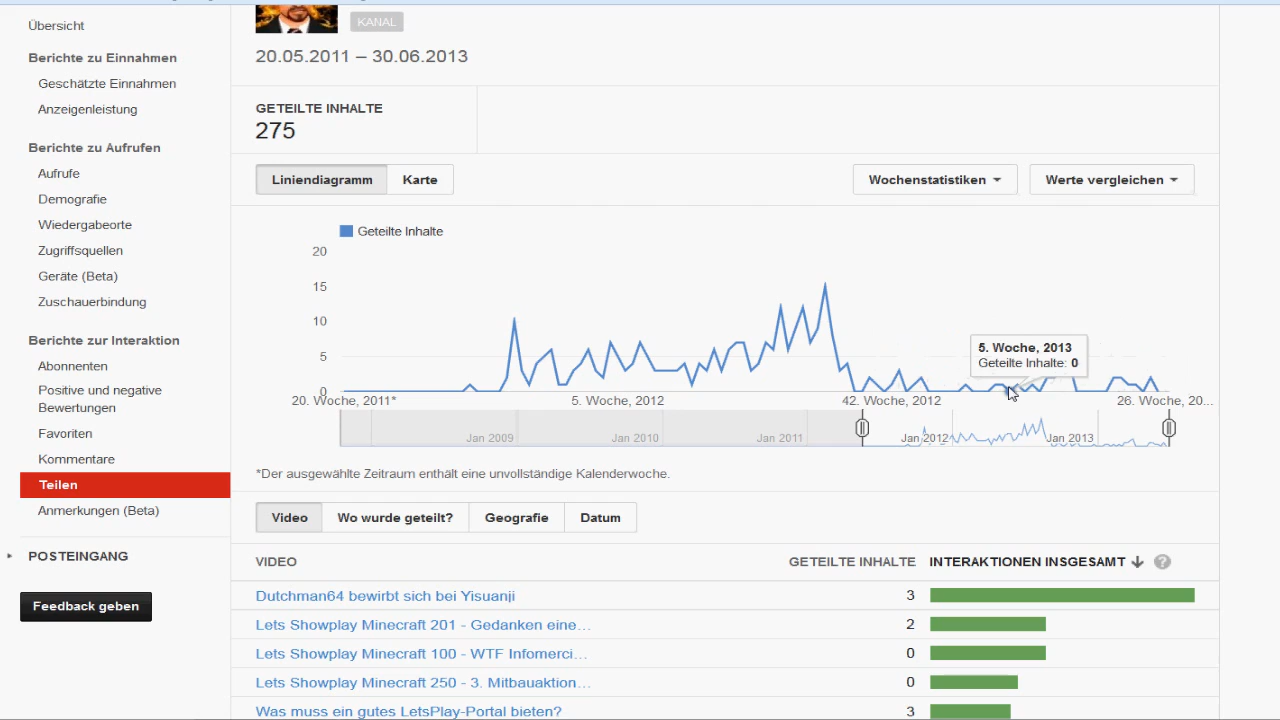 Übersicht
Berichte zu Einnahmen
Geschätzte Einnahmen
Anzeigenleistung
Berichte zu Aufrufen
Aufrufe
Demografie
Wiedergabeorte
Zugriffsquellen
Geräte (Beta)
Zuschauerbindung
Berichte zur Interaktion
Abonnenten
Positive und negative
Bewertungen
Favoriten
Kommentare
Teilen
Anmerkungen (Beta)
POSTEINGANG
Feedback geben
KANAL
20.05.2011 – 30.06.2013
GETEILTE INHALTE
275
Liniendiagramm Karte Wochenstatistiken Werte vergleichen
Geteilte Inhalte
20
15
10
5
0
5. Woche, 2013
Geteilte Inhalte: 0
20. Woche, 2011* 5. Woche, 2012 42. Woche, 2012 26. Woche, 20...
Jan 2009 Jan 2010 Jan 2011 Jan 2012 Jan 2013
*Der ausgewählte Zeitraum enthält eine unvollständige Kalenderwoche.
Video Wo wurde geteilt? Geografie Datum
VIDEO GETEILTE INHALTE INTERAKTIONEN INSGESAMT ?
Dutchman64 bewirbt sich bei Yisuanji 3
Lets Showplay Minecraft 201 - Gedanken eine... 2
Lets Showplay Minecraft 100 - WTF Infomerci... 0
Lets Showplay Minecraft 250 - 3. Mitbauaktion... 0
Was muss ein gutes LetsPlay-Portal bieten? 3